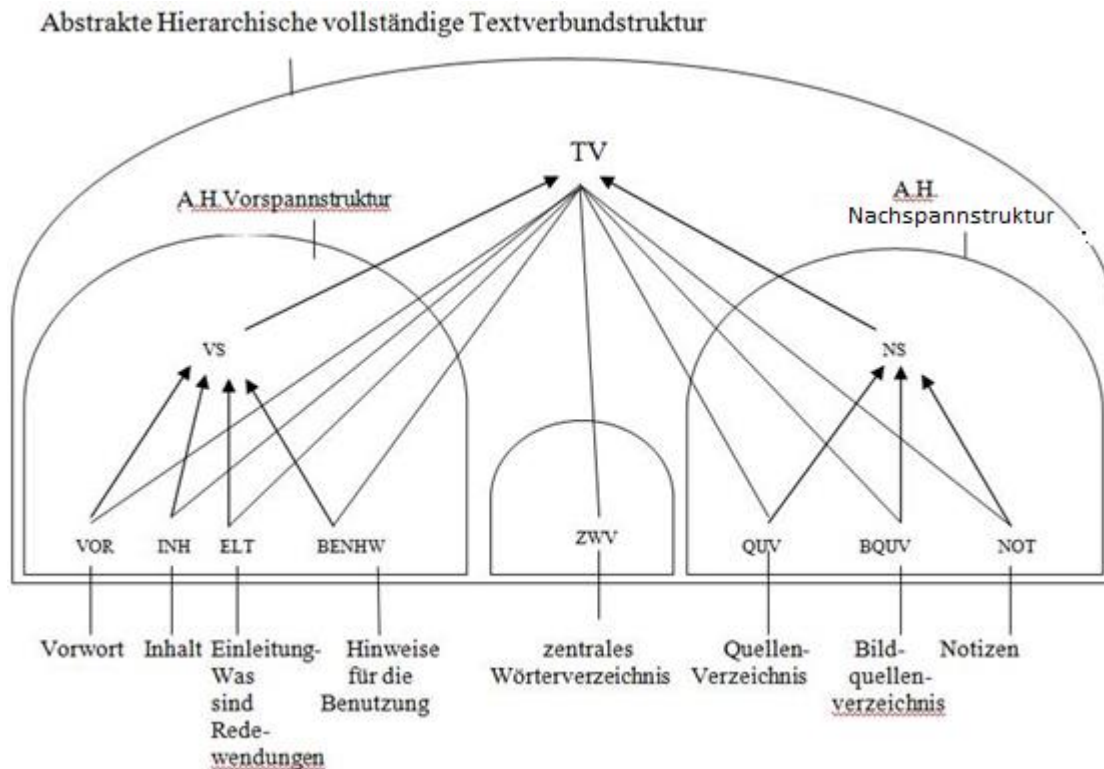 Abstrakte Hierarchische vollständige Textverbundstruktur
TV
A.H.Vorspannstruktur
A.H.
Nachspannstruktur
VS
NS
VOR
INH
ELT
BENHW
ZWV
QUV
BQUV
NOT
Vorwort
Inhalt
Einleitung-
Was
sind
Rede-
wendungen
Hinweise
für die
Benutzung
zentrales
Wörterverzeichnis
Quellen-
Verzeichnis
Bild-
quellen-
verzeichnis
Notizen